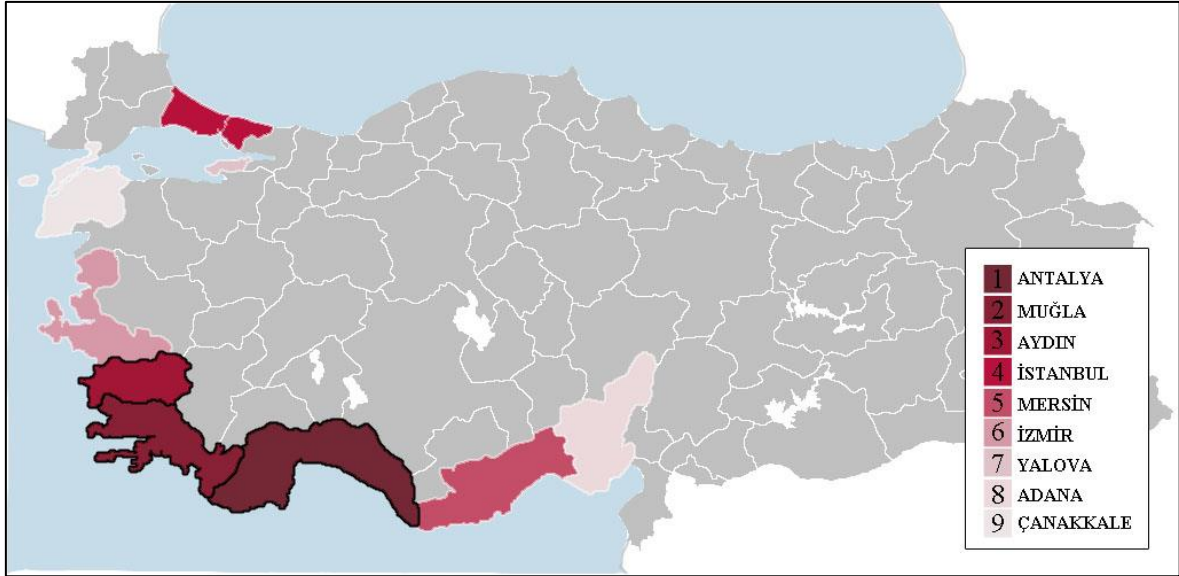 1 ANTALYA
2 MUĞLA
3 AYDIN
4 İSTANBUL
5 MERSİN
6 İZMİR
7 YALOVA
8 ADANA
9 ÇANAKKALE